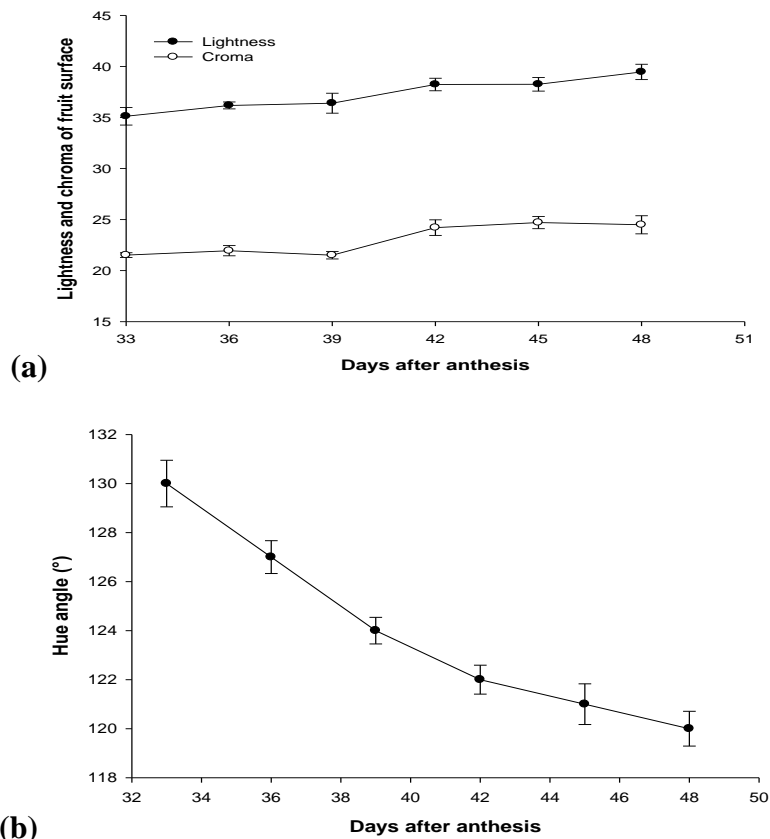 45
40
35
30
25
20
15
Lightness and chroma of fruit surface
Lightness
Croma
33 36 39 42 45 48 51
Days after anthesis
(a)
132
130
128
126
124
122
120
118
Hue angle (°)
32 34 36 38 40 42 44 46 48 50
Days after anthesis
(b)